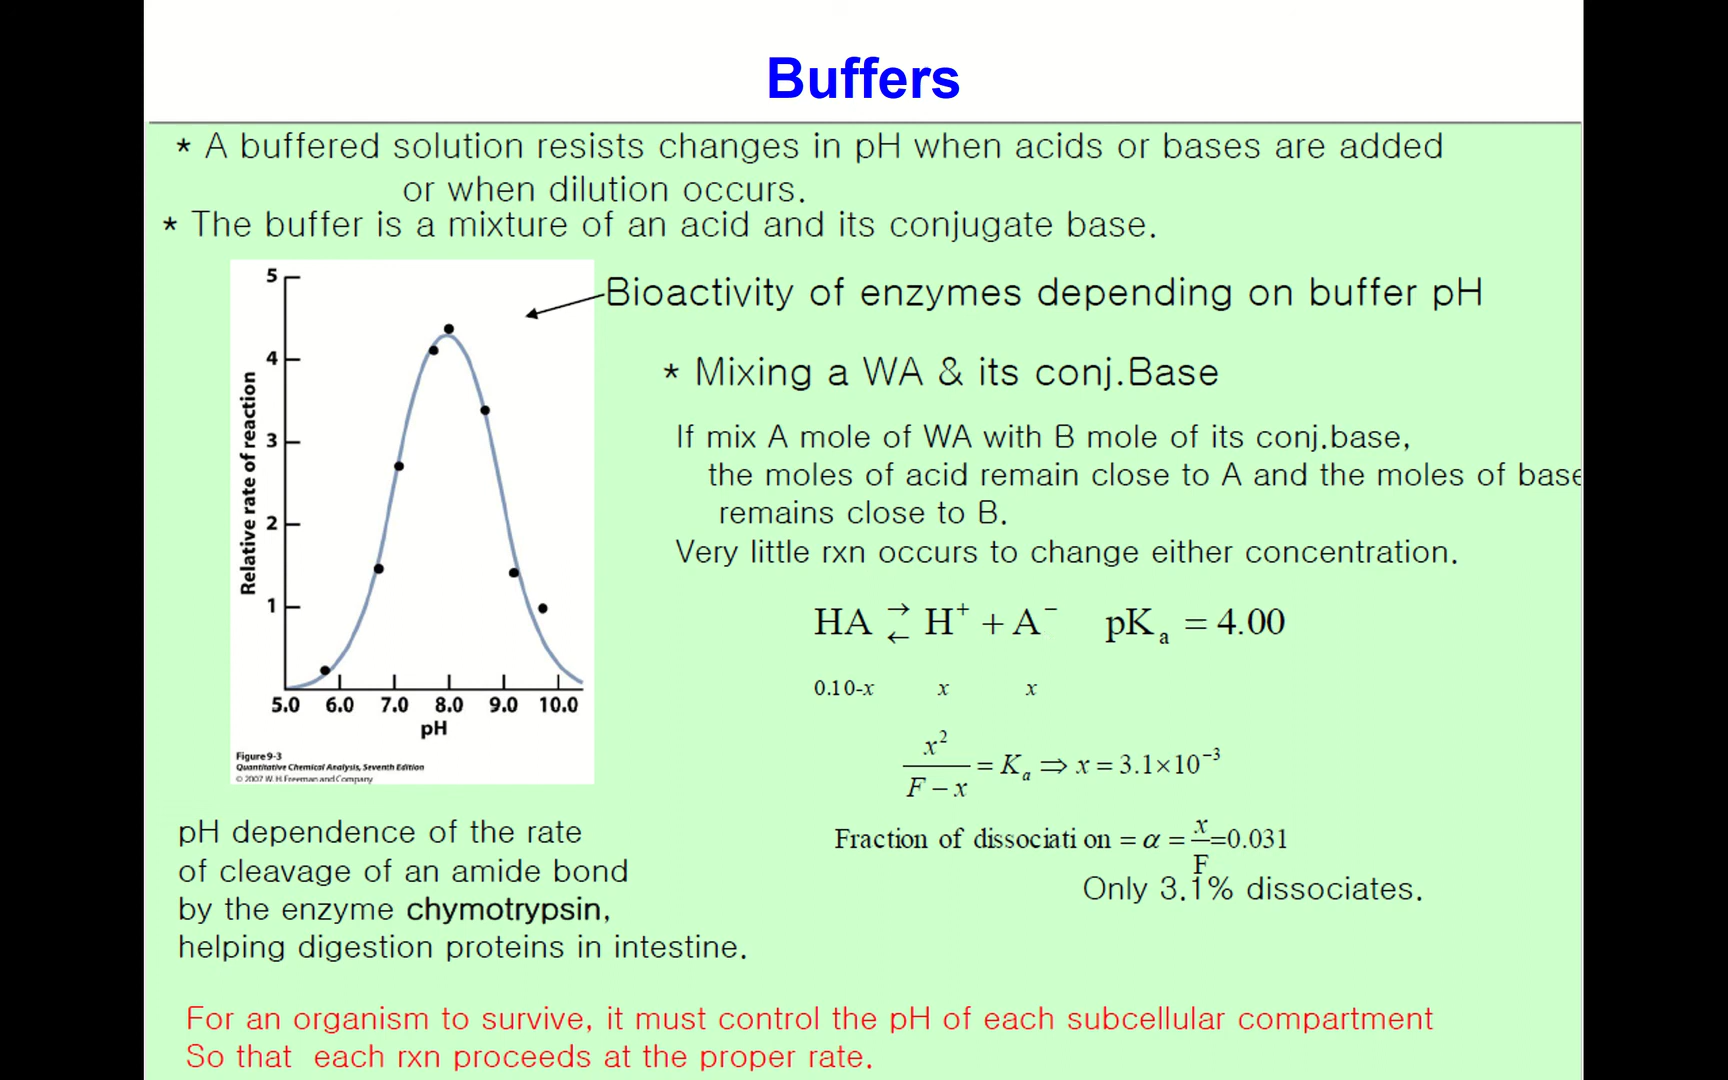 Buffers
* A buffered solution resists changes in pH when acids or bases are added
or when dilution occurs.
* The buffer is a mixture of an acid and its conjugate base.
Bioactivity of enzymes depending on buffer pH
5
4
3
2
1
Relative rate of reaction
5.0 6.0 7.0 8.0 9.0 10.0
pH
Figure 9-3
Quantitative Chemical Analysis, Seventh Edition
© 2007 W. H. Freeman and Company
* Mixing a WA & its conj.Base
If mix A mole of WA with B mole of its conj.base,
the moles of acid remain close to A and the moles of base
remains close to B.
Very little rxn occurs to change either concentration.
HA ⇄ H⁺ + A⁻ pKₐ = 4.00
0.10-x x x
x²/(F − x) = Kₐ ⇒ x = 3.1×10⁻³
Fraction of dissociati on = α = x/F=0.031
Only 3.1% dissociates.
pH dependence of the rate
of cleavage of an amide bond
by the enzyme chymotrypsin,
helping digestion proteins in intestine.
For an organism to survive, it must control the pH of each subcellular compartment
So that each rxn proceeds at the proper rate.